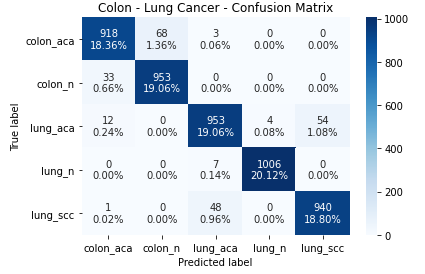 Colon - Lung Cancer - Confusion Matrix
1000
918 68 3 0 0
colon_aca
18.36% 1.36% 0.06% 0.00% 0.00%
800
33 953 0 0 0
colon_n
0.66% 19.06% 0.00% 0.00% 0.00%
600
True label
12 0 953 4 54
lung_aca
0.24% 0.00% 19.06% 0.08% 1.08%
400
0 0 7 1006 0
lung_n
0.00% 0.00% 0.14% 20.12% 0.00%
200
1 0 48 0 940
lung_scc
0.02% 0.00% 0.96% 0.00% 18.80%
0
colon_aca colon_n lung_aca lung_n lung_scc
Predicted label